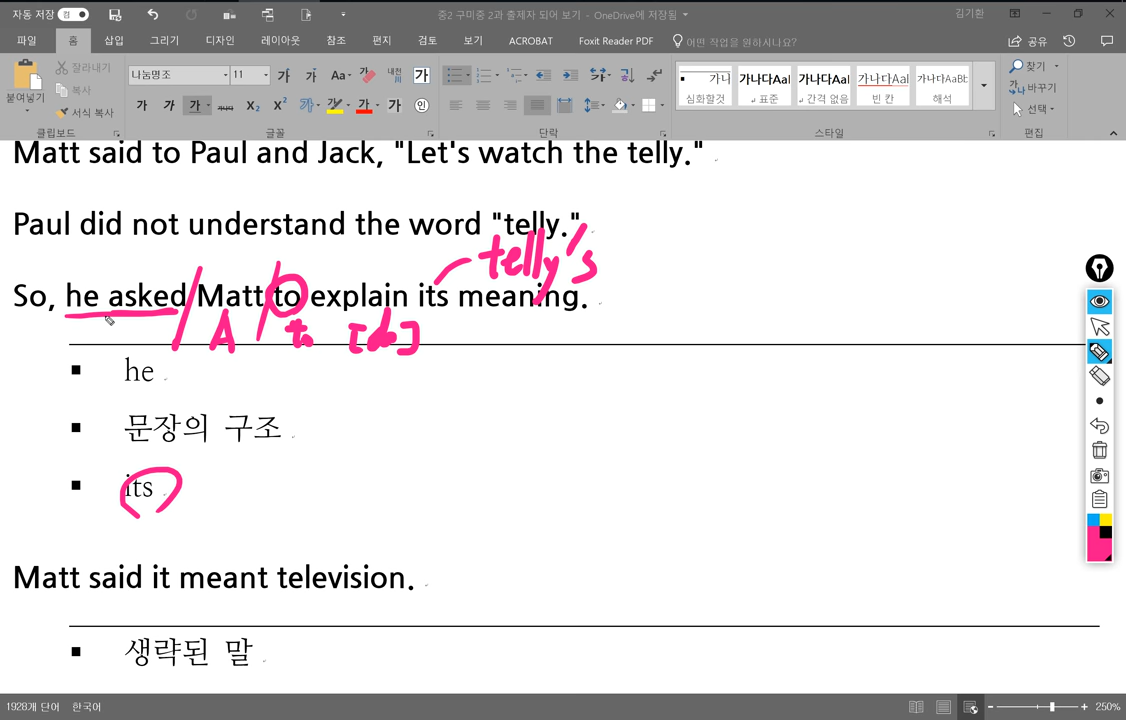 자동 저장 컴
중2 구미중 2과 출제자 되어 보기 - OneDrive에 저장됨
김기환
파일 홈 삽입 그리기 디자인 레이아웃 참조 편지 검토 보기 ACROBAT Foxit Reader PDF 어떤 작업을 원하시나요? 공유
붙여넣기 잘라내기 복사 서식 복사
나눔명조 11
가나 심화할것
가나다AaI 표준
가나다AaI 간격 없음
가나다AaI 빈 칸
가나다AaBb 해석
찾기
바꾸기
선택
클립보드 글꼴 단락 스타일 편집
Matt said to Paul and Jack, "Let's watch the telly."
Paul did not understand the word "telly."
telly's
So, he asked Matt to explain its meaning.
A to [do]
he
문장의 구조
its
Matt said it meant television.
생략된 말
1928개 단어 한국어 250%